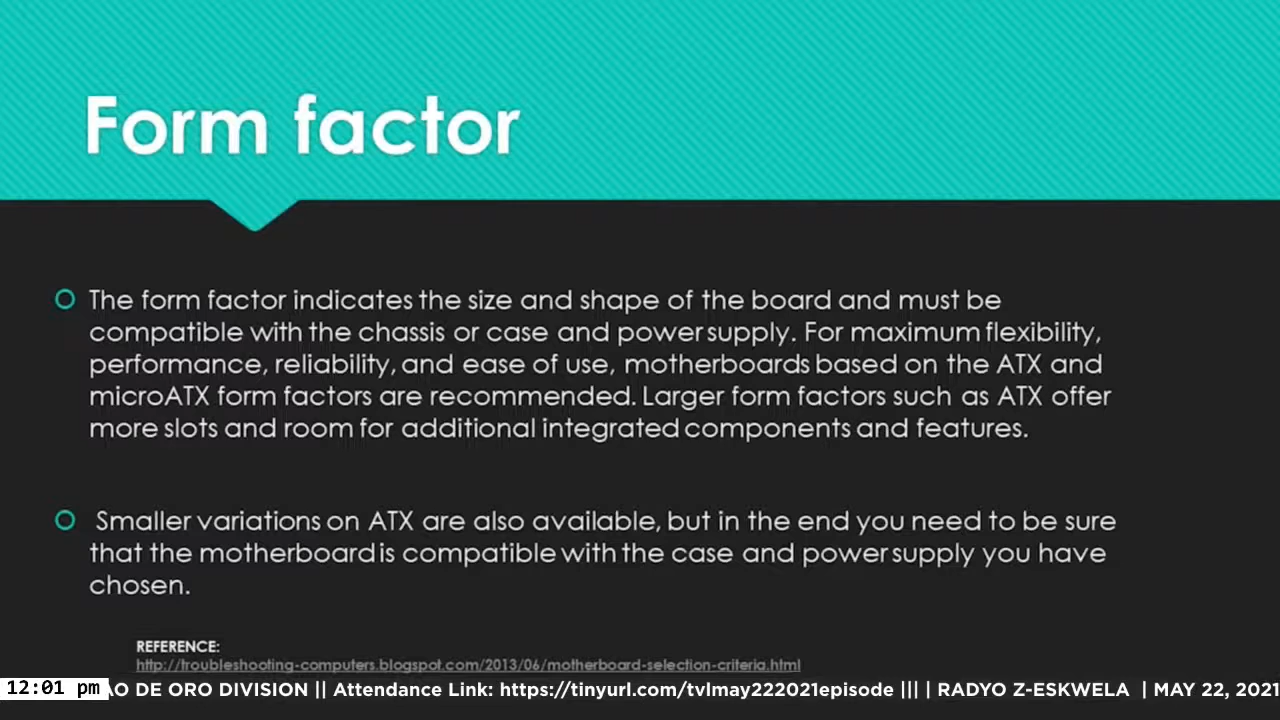 Form factor
The form factor indicates the size and shape of the board and must be
compatible with the chassis or case and power supply. For maximum flexibility,
performance, reliability, and ease of use, motherboards based on the ATX and
microATX form factors are recommended. Larger form factors such as ATX offer
more slots and room for additional integrated components and features.
Smaller variations on ATX are also available, but in the end you need to be sure
that the motherboard is compatible with the case and power supply you have
chosen.
REFERENCE:
http://troubleshooting-computers.blogspot.com/2013/06/motherboard-selection-criteria.html
12:01 pm DE ORO DIVISION || Attendance Link: https://tinyurl.com/tvlmay222021episode ||| | RADYO Z-ESKWELA | MAY 22, 2021